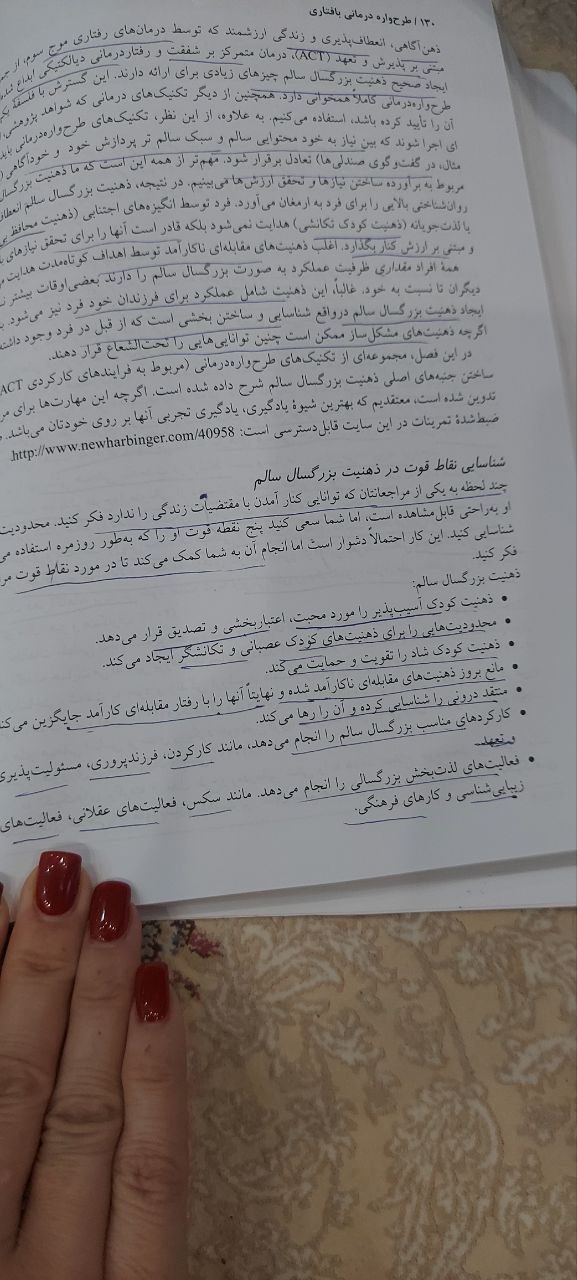 ۱۳۰ / طرح‌واره درمانی بافتاری
ذهن‌آگاهی، انعطاف‌پذیری و زندگی ارزشمند که توسط درمان‌های رفتاری موج سوم، از
مبتنی بر پذیرش و تعهد (ACT)، درمان متمرکز بر شفقت و رفتاردرمانی دیالکتیکی ابداع
ایجاد صحیح ذهنیت بزرگسال سالم چیزهای زیادی برای ارائه دارند. این گسترش با فلسفهٔ
طرح‌واره‌درمانی کاملاً همخوانی دارد. همچنین از دیگر تکنیک‌های درمانی که شواهد پژوهشی
آن را تأیید کرده باشد، استفاده می‌کنیم. به علاوه، از این نظر، تکنیک‌های طرح‌واره‌درمانی باید
ای اجرا شوند که بین نیاز به خود محتوایی سالم و سبک سالم تر پردازش خود و خودآگاهی
مثال، در گفت‌وگوی صندلی‌ها) تعادل برقرار شود. مهم‌تر از همه این است که ما ذهنیت بزرگسال
مربوط به برآورده ساختن نیازها و تحقق ارزش‌ها می‌بینیم. در نتیجه، ذهنیت بزرگسال سالم
روان‌شناختی بالایی را برای فرد به ارمغان می‌آورد. فرد توسط انگیزه‌های اجتنابی (ذهنیت محافظ
یا لذت‌جویانه (ذهنیت کودک تکانشی) هدایت نمی‌شود بلکه قادر است آنها را برای تحقق نیازهای
و مبتنی بر ارزش کنار بگذارد. اغلب ذهنیت‌های مقابله‌ای ناکارآمد توسط اهداف کوتاه‌مدت هدایت
همهٔ افراد مقداری ظرفیت عملکرد به صورت بزرگسال سالم را دارند بعضی‌اوقات بیشتر
دیگران تا نسبت به خود. غالباً، این ذهنیت شامل عملکرد برای فرزندان خود فرد نیز می‌شود.
ایجاد ذهنیت بزرگسال سالم درواقع شناسایی و ساختن بخشی است که از قبل در فرد وجود داشته
اگرچه ذهنیت‌های مشکل‌ساز ممکن است چنین توانایی‌هایی را تحت‌الشعاع قرار دهند.
در این فصل، مجموعه‌ای از تکنیک‌های طرح‌واره‌درمانی (مربوط به فرایندهای کارکردی ACT
ساختن جنبه‌های اصلی ذهنیت بزرگسال سالم شرح داده شده است. اگرچه این مهارت‌ها برای
تدوین شده است، معتقدیم که بهترین شیوهٔ یادگیری، یادگیری تجربی آنها بر روی خودتان می‌باشد.
ضبط‌شدهٔ تمرینات در این سایت قابل‌دسترسی است: http://www.newharbinger.com/40958.
شناسایی نقاط قوت در ذهنیت بزرگسال سالم
چند لحظه به یکی از مراجعانتان که توانایی کنار آمدن با مقتضیات زندگی را ندارد فکر کنید. محدودیت
او به‌راحتی قابل‌مشاهده است، اما شما سعی کنید پنج نقطه قوت او را که به‌طور روزمره استفاده
شناسایی کنید. این کار احتمالاً دشوار است اما انجام آن به شما کمک می‌کند تا در مورد نقاط قوت
فکر کنید.
ذهنیت بزرگسال سالم:
• ذهنیت کودک آسیب‌پذیر را مورد محبت، اعتباربخشی و تصدیق قرار می‌دهد.
• محدودیت‌هایی را برای ذهنیت‌های کودک عصبانی و تکانشگر ایجاد می‌کند.
• ذهنیت کودک شاد را تقویت و حمایت می‌کند.
• مانع بروز ذهنیت‌های مقابله‌ای ناکارآمد شده و نهایتاً آنها را با رفتار مقابله‌ای کارآمد جایگزین
• منتقد درونی را شناسایی کرده و آن را رها می‌کند.
• کارکردهای مناسب بزرگسال سالم را انجام می‌دهد، مانند کارکردن، فرزندپروری، مسئولیت‌پذیری
و تعهد.
• فعالیت‌های لذت‌بخش بزرگسالی را انجام می‌دهد. مانند سکس، فعالیت‌های عقلانی، فعالیت‌های
زیبایی‌شناسی و کارهای فرهنگی.